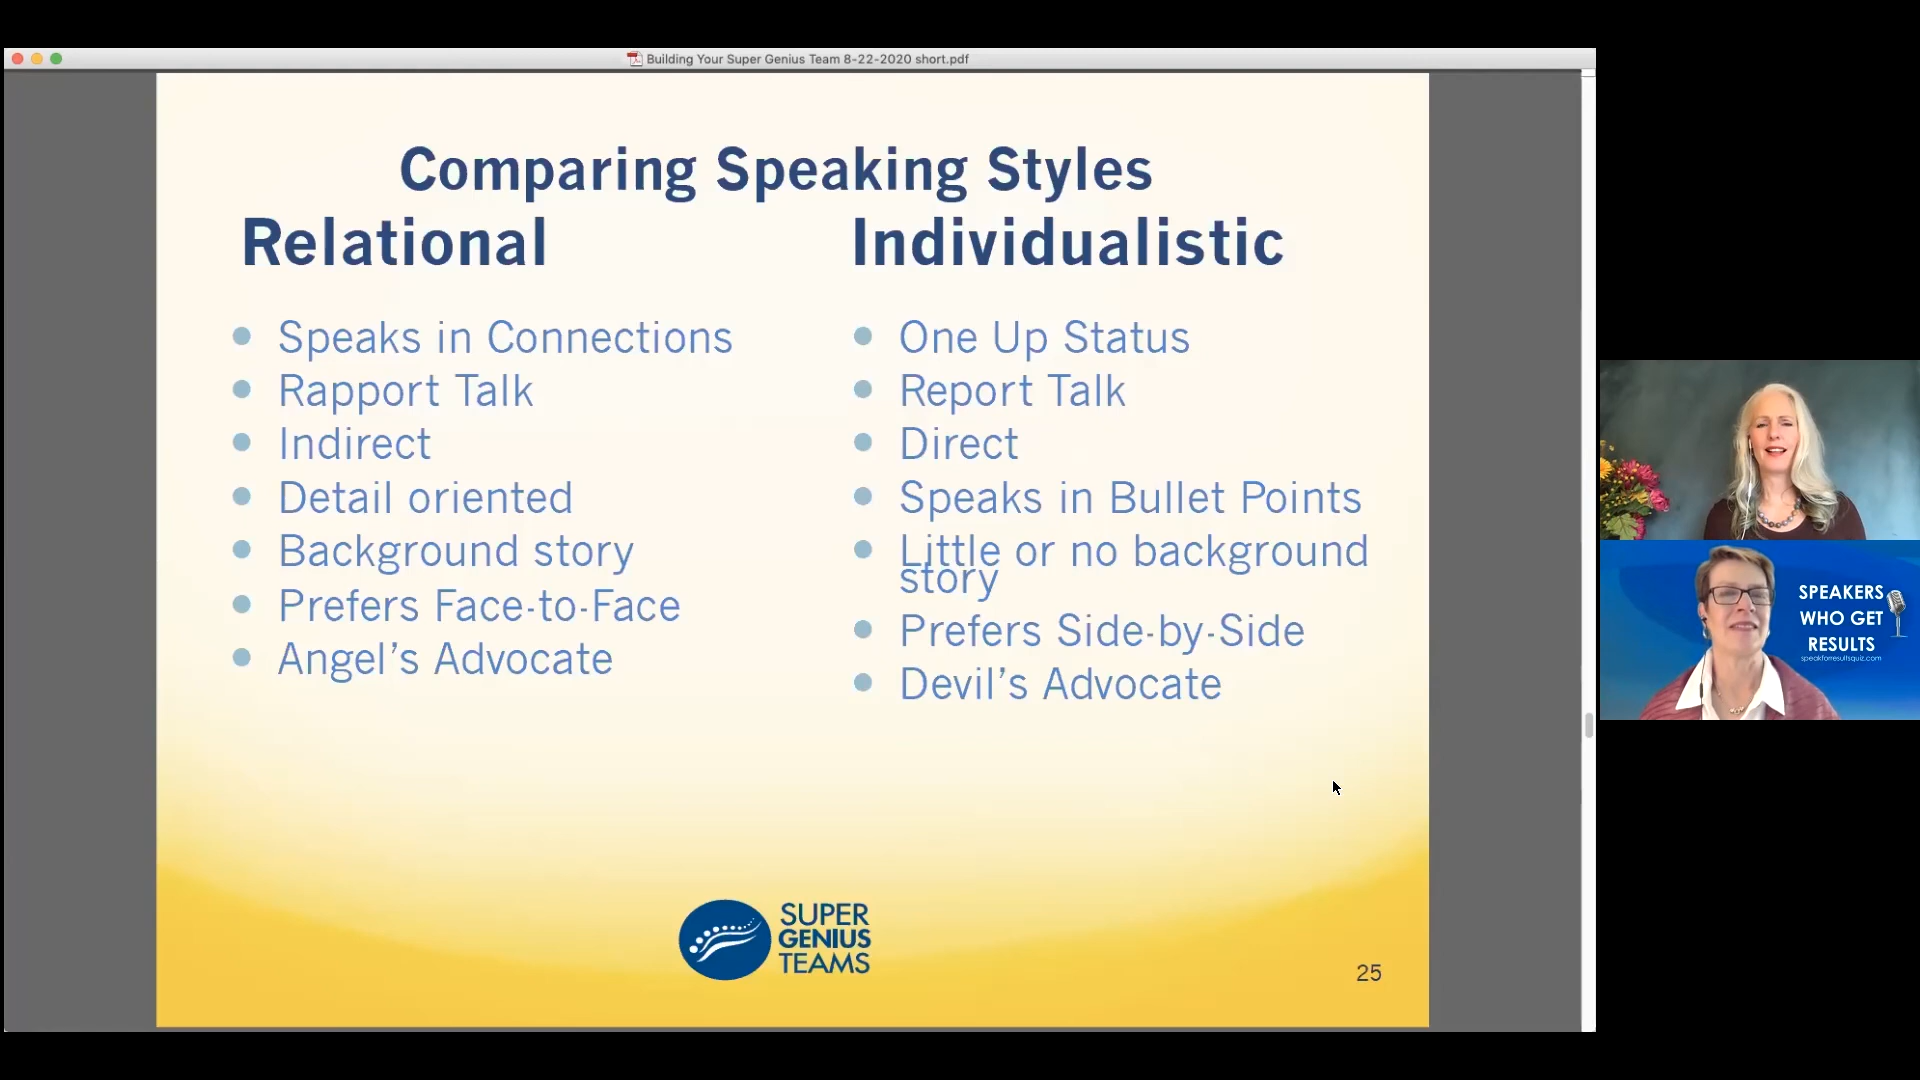 Building Your Super Genius Team 8-22-2020 short.pdf
Comparing Speaking Styles
Relational
Speaks in Connections
Rapport Talk
Indirect
Detail oriented
Background story
Prefers Face-to-Face
Angel's Advocate
Individualistic
One Up Status
Report Talk
Direct
Speaks in Bullet Points
Little or no background
story
Prefers Side-by-Side
Devil's Advocate
SUPER
GENIUS
TEAMS
25
SPEAKERS
WHO GET
RESULTS
speakforresultsquiz.com